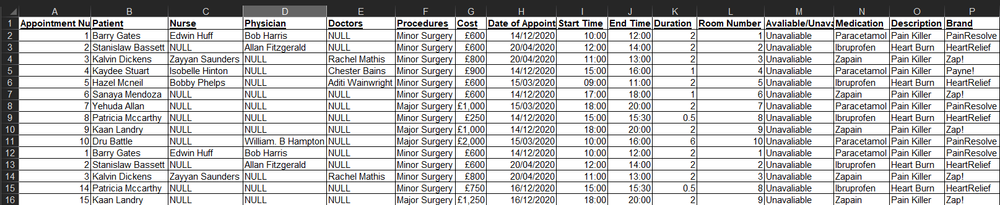 A B C D E F G H I J K L M N O P
1 Appointment Nu Patient Nurse Physician Doctors Procedures Cost Date of Appoint Start Time End Time Duration Room Number Avaliable/Unava Medication Description Brand
2 1 Barry Gates Edwin Huff Bob Harris NULL Minor Surgery £600 14/12/2020 10:00 12:00 2 1 Unavaliable Paracetamol Pain Killer PainResolve
3 2 Stanislaw Bassett NULL Allan Fitzgerald NULL Minor Surgery £600 20/04/2020 12:00 14:00 2 2 Unavaliable Ibruprofen Heart Burn HeartRelief
4 3 Kalvin Dickens Zayyan Saunders NULL Rachel Mathis Minor Surgery £800 20/04/2020 11:00 13:00 2 3 Unavaliable Zapain Pain Killer Zap!
5 4 Kaydee Stuart Isobelle Hinton NULL Chester Bains Minor Surgery £900 14/12/2020 15:00 16:00 1 4 Unavaliable Paracetamol Pain Killer Payne!
6 5 Hazel Mcneil Bobby Phelps NULL Aditi Wainwright Minor Surgery £600 15/03/2020 09:00 11:00 2 5 Unavaliable Ibruprofen Heart Burn HeartRelief
7 6 Sanaya Mendoza NULL NULL NULL Minor Surgery £600 14/12/2020 17:00 18:00 1 6 Unavaliable Zapain Pain Killer Zap!
8 7 Yehuda Allan NULL NULL NULL Major Surgery £1,000 15/03/2020 18:00 20:00 2 7 Unavaliable Paracetamol Pain Killer PainResolve
9 8 Patricia Mccarthy NULL NULL NULL Minor Surgery £250 14/12/2020 15:00 15:30 0.5 8 Unavaliable Ibruprofen Heart Burn HeartRelief
10 9 Kaan Landry NULL NULL NULL Major Surgery £1,000 14/12/2020 18:00 20:00 2 9 Unavaliable Zapain Pain Killer Zap!
11 10 Dru Battle NULL William. B Hampton NULL Major Surgery £2,000 15/03/2020 10:00 16:00 6 10 Unavaliable Paracetamol Pain Killer PainResolve
12 1 Barry Gates Edwin Huff Bob Harris NULL Minor Surgery £600 14/12/2020 10:00 12:00 2 1 Unavaliable Paracetamol Pain Killer PainResolve
13 2 Stanislaw Bassett NULL Allan Fitzgerald NULL Minor Surgery £600 20/04/2020 12:00 14:00 2 2 Unavaliable Ibruprofen Heart Burn HeartRelief
14 3 Kalvin Dickens Zayyan Saunders NULL Rachel Mathis Minor Surgery £800 20/04/2020 11:00 13:00 2 3 Unavaliable Zapain Pain Killer Zap!
15 14 Patricia Mccarthy NULL NULL NULL Minor Surgery £750 16/12/2020 15:00 15:30 0.5 8 Unavaliable Ibruprofen Heart Burn HeartRelief
16 15 Kaan Landry NULL NULL NULL Major Surgery £1,250 16/12/2020 18:00 20:00 2 9 Unavaliable Zapain Pain Killer Zap!